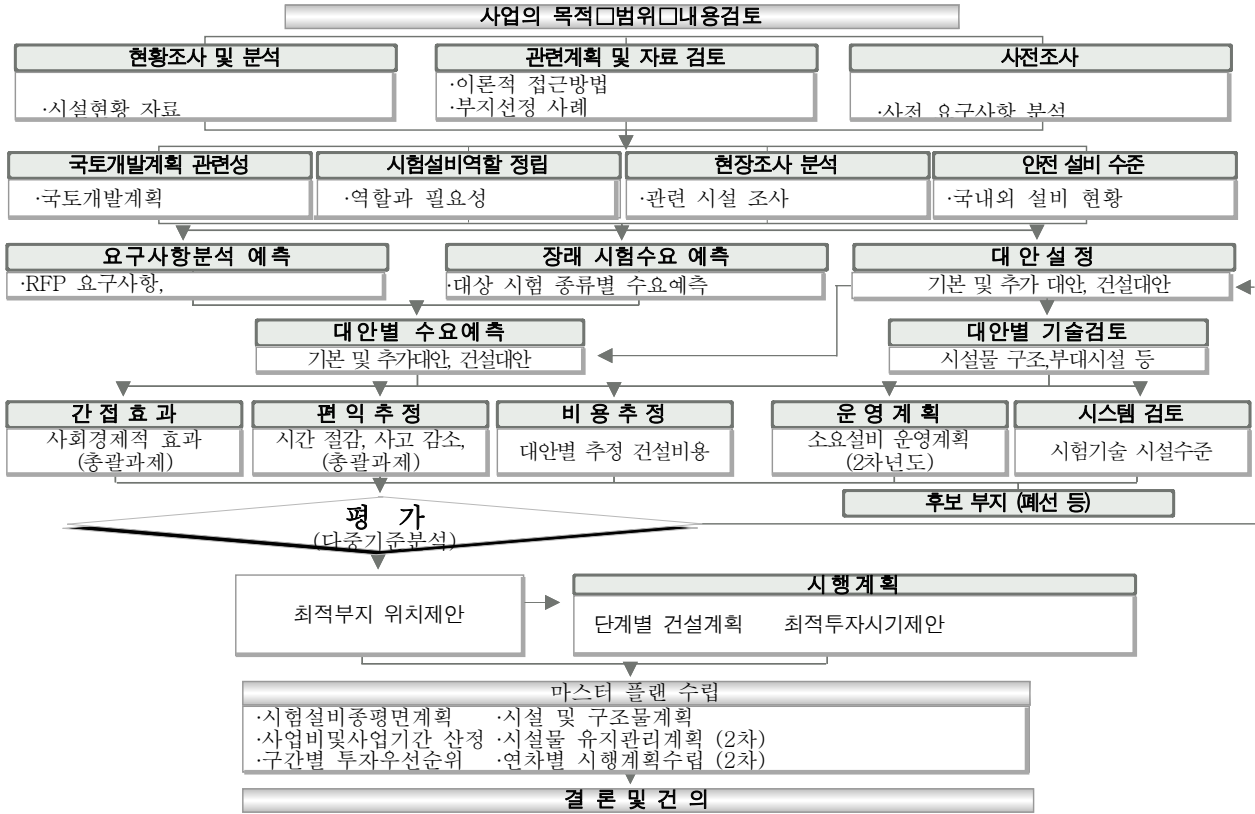 사업의 목적□범위□내용검토
현황조사 및 분석
·시설현황 자료
관련계획 및 자료 검토
·이론적 접근방법
·부지선정 사례
사전조사
·사전 요구사항 분석
국토개발계획 관련성
·국토개발계획
시험설비역할 정립
·역할과 필요성
현장조사 분석
·관련 시설 조사
안전 설비 수준
·국내외 설비 현황
요구사항분석 예측
·RFP 요구사항,
장래 시험수요 예측
·대상 시험 종류별 수요예측
대 안 설 정
기본 및 추가 대안, 건설대안
대안별 수요예측
기본 및 추가대안, 건설대안
대안별 기술검토
시설물 구조,부대시설 등
간 접 효 과
사회경제적 효과
(총괄과제)
편 익 추 정
시간 절감, 사고 감소,
(총괄과제)
비 용 추 정
대안별 추정 건설비용
운 영 계 획
소요설비 운영계획
(2차년도)
시스템 검토
시험기술 시설수준
후보 부지 (폐선 등)
평 가
(다중기준분석)
최적부지 위치제안
시 행 계 획
단계별 건설계획 최적투자시기제안
마스터 플랜 수립
·시험설비종평면계획 ·시설 및 구조물계획
·사업비및사업기간 산정 ·시설물 유지관리계획 (2차)
·구간별 투자우선순위 ·연차별 시행계획수립 (2차)
결 론 및 건 의